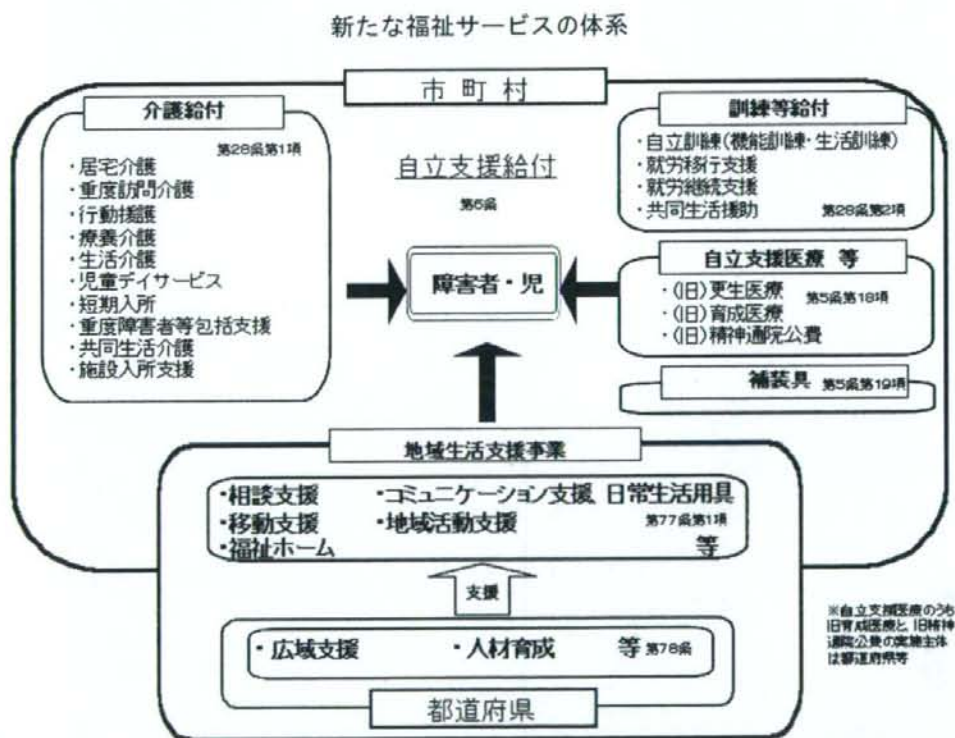 新たな福祉サービスの体系
市町村
介護給付
第28条第1項
・居宅介護
・重度訪問介護
・行動援護
・療養介護
・生活介護
・児童デイサービス
・短期入所
・重度障害者等包括支援
・共同生活介護
・施設入所支援
自立支援給付
第6条
障害者・児
訓練等給付
・自立訓練(機能訓練・生活訓練)
・就労移行支援
・就労継続支援
・共同生活援助 第28条第2項
自立支援医療 等
・(旧)更生医療 第5条第18項
・(旧)育成医療
・(旧)精神通院公費
補装具 第5条第19項
地域生活支援事業
・相談支援 ・コミュニケーション支援、日常生活用具
・移動支援 ・地域活動支援 第77条第1項
・福祉ホーム 等
支援
・広域支援 ・人材育成 等 第78条
都道府県
※自立支援医療のうち
旧育成医療と、旧精神
通院公費の実施主体
は都道府県等